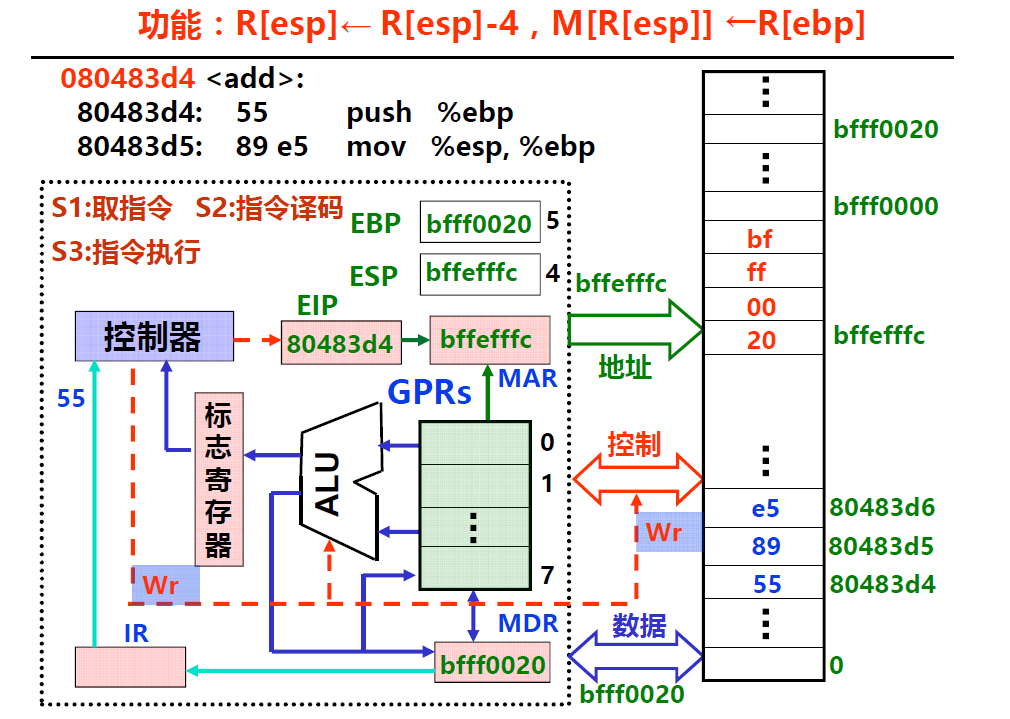 功能：R[esp]← R[esp]-4，M[R[esp]] ←R[ebp]
080483d4 <add>:
80483d4: 55 push %ebp
80483d5: 89 e5 mov %esp, %ebp
S1:取指令 S2:指令译码
S3:指令执行
EBP bfff0020 5
ESP bffefffc 4
EIP
控制器 80483d4 bffefffc
MAR
55
GPRs
标志寄存器
ALU
0
1
⋮
7
Wr
IR
MDR
bfff0020
bffefffc
地址
控制
Wr
数据
bfff0020
⋮
bfff0020
⋮
bfff0000
bf
ff
00
20 bffefffc
⋮
e5 80483d6
89 80483d5
55 80483d4
⋮
0